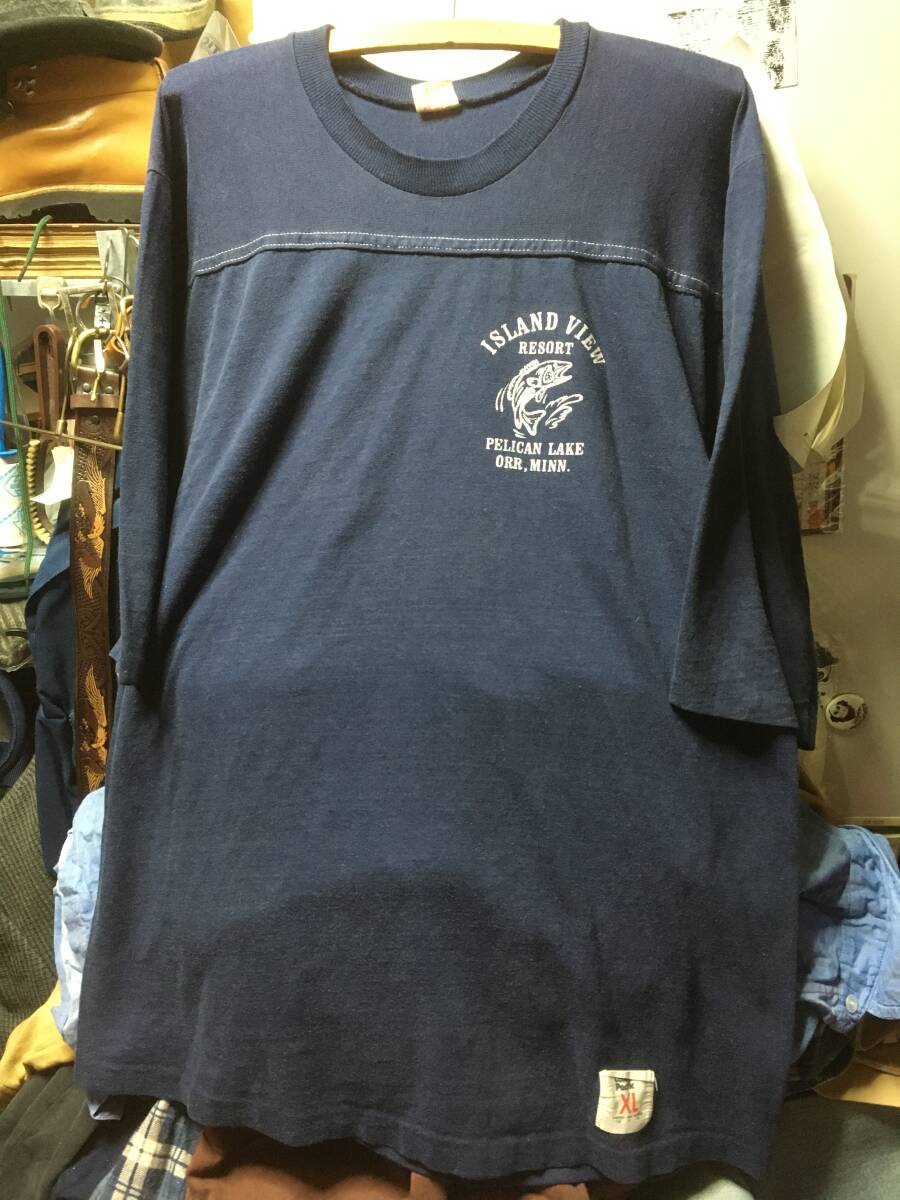 ISLAND VIEW
RESORT
PELICAN LAKE
ORR, MINN.
XL